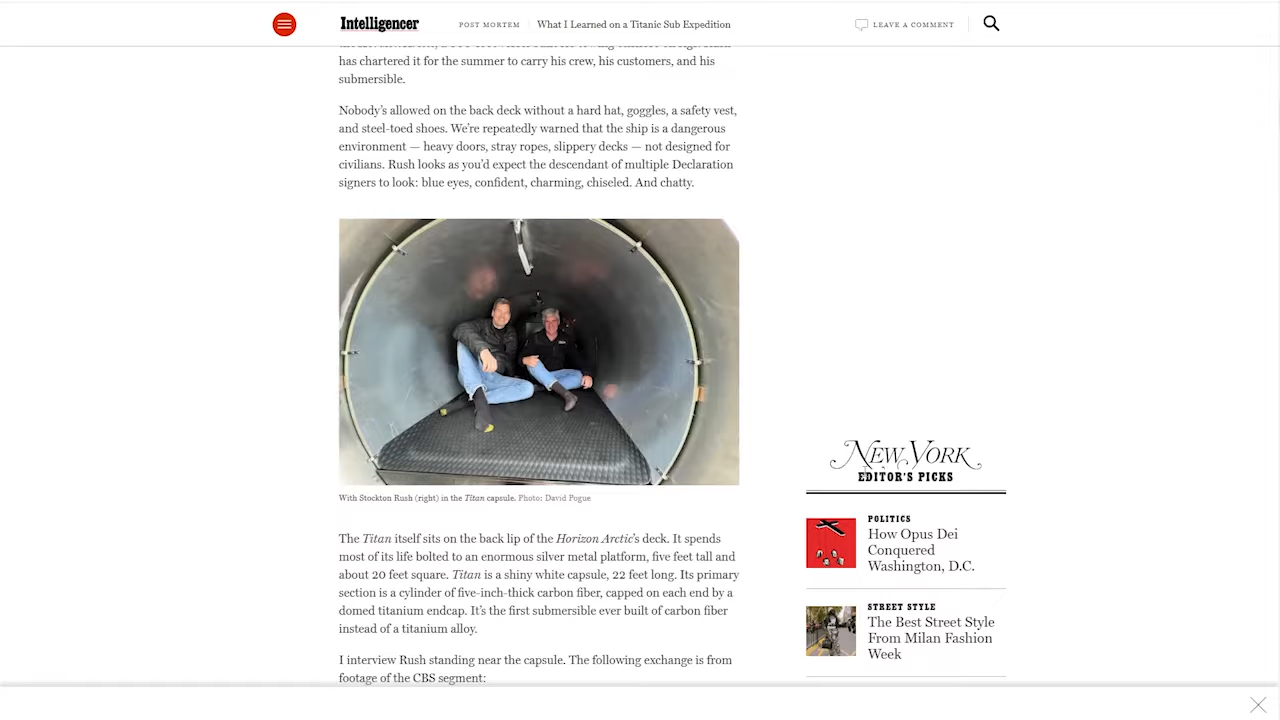 Intelligencer
POST MORTEM
What I Learned on a Titanic Sub Expedition
LEAVE A COMMENT
has chartered it for the summer to carry his crew, his customers, and his
submersible.
Nobody's allowed on the back deck without a hard hat, goggles, a safety vest,
and steel-toed shoes. We're repeatedly warned that the ship is a dangerous
environment — heavy doors, stray ropes, slippery decks — not designed for
civilians. Rush looks as you'd expect the descendant of multiple Declaration
signers to look: blue eyes, confident, charming, chiseled. And chatty.
With Stockton Rush (right) in the Titan capsule. Photo: David Pogue
The Titan itself sits on the back lip of the Horizon Arctic's deck. It spends
most of its life bolted to an enormous silver metal platform, five feet tall and
about 20 feet square. Titan is a shiny white capsule, 22 feet long. Its primary
section is a cylinder of five-inch-thick carbon fiber, capped on each end by a
domed titanium endcap. It's the first submersible ever built of carbon fiber
instead of a titanium alloy.
I interview Rush standing near the capsule. The following exchange is from
footage of the CBS segment:
NEW YORK
EDITOR'S PICKS
POLITICS
How Opus Dei
Conquered
Washington, D.C.
STREET STYLE
The Best Street Style
From Milan Fashion
Week